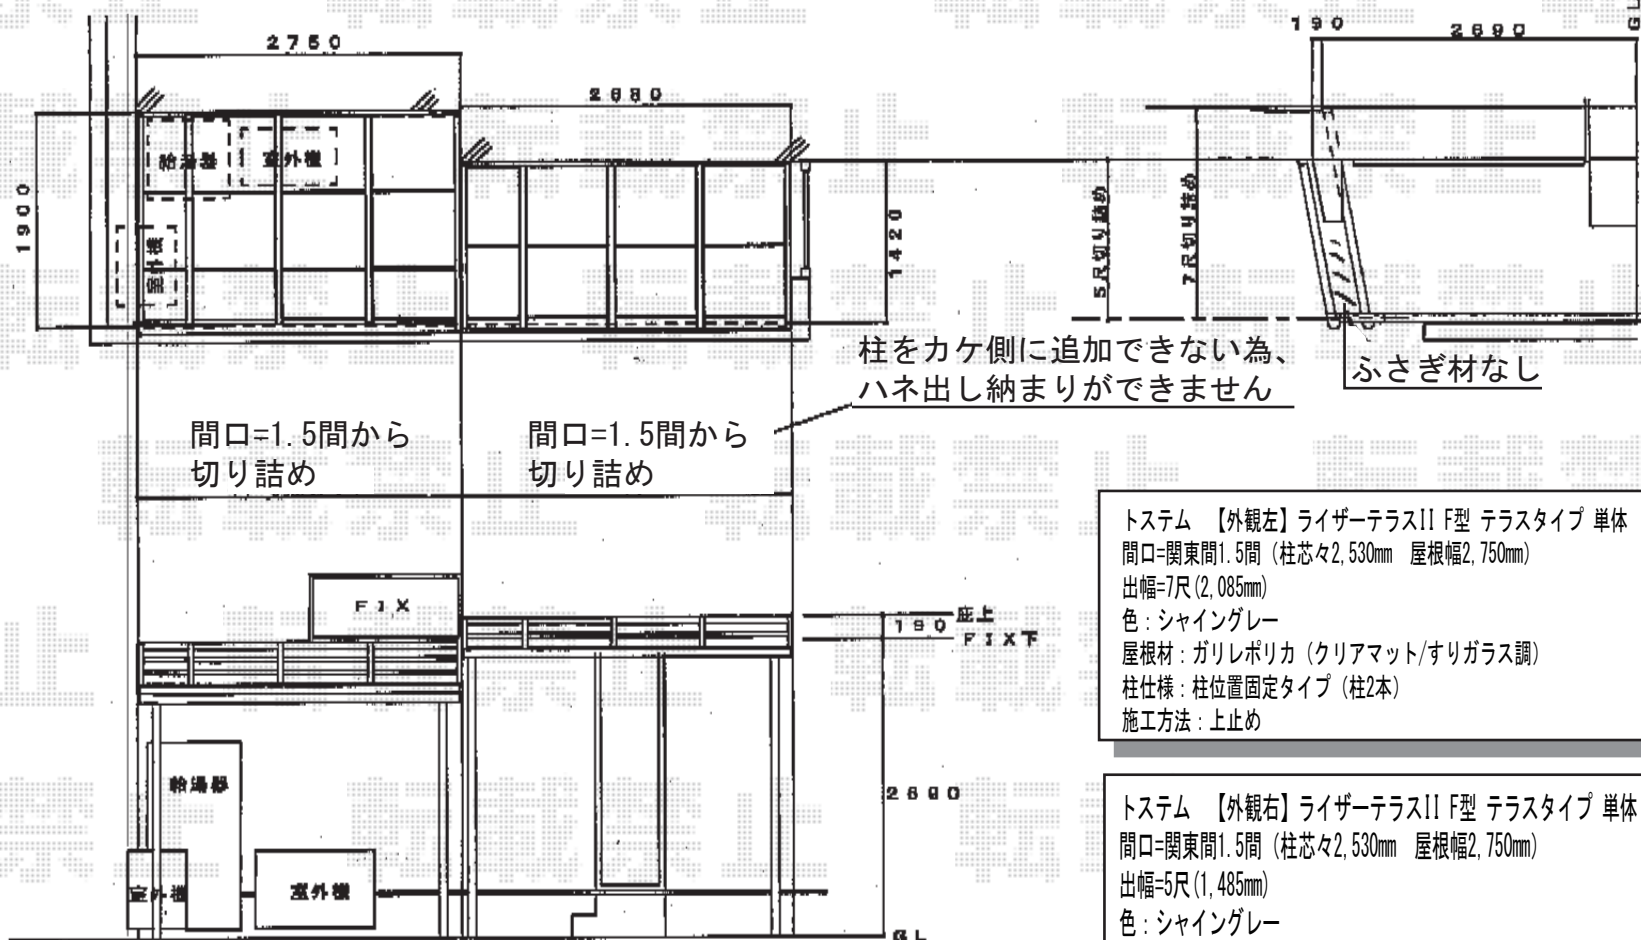 2750
2680
190
2690
給湯器
室外機
室外機
1900
1420
5尺切り詰め
7尺切り詰め
柱をカケ側に追加できない為、
ハネ出し納まりができません
ふさぎ材なし
間口=1.5間から
切り詰め
間口=1.5間から
切り詰め
FIX
190
庇上
FIX下
給湯器
室外機
室外機
2690
GL
トステム 【外観左】ライザーテラスII F型 テラスタイプ 単体
間口=関東間1.5間 (柱芯々2,530mm 屋根幅2,750mm)
出幅=7尺(2,085mm)
色：シャイングレー
屋根材：ガリレポリカ (クリアマット/すりガラス調)
柱仕様：柱位置固定タイプ (柱2本)
施工方法：上止め
トステム 【外観右】ライザーテラスII F型 テラスタイプ 単体
間口=関東間1.5間 (柱芯々2,530mm 屋根幅2,750mm)
出幅=5尺(1,485mm)
色：シャイングレー